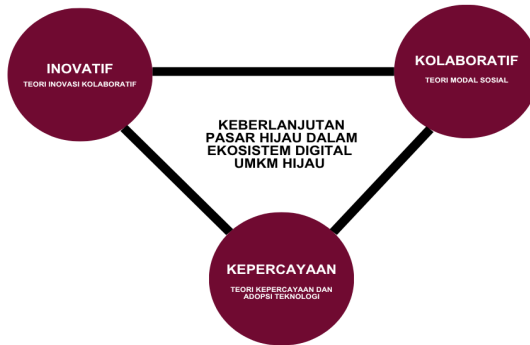 INOVATIF
TEORI INOVASI KOLABORATIF
KOLABORATIF
TEORI MODAL SOSIAL
KEBERLANJUTAN
PASAR HIJAU DALAM
EKOSISTEM DIGITAL
UMKM HIJAU
KEPERCAYAAN
TEORI KEPERCAYAAN DAN
ADOPSI TEKNOLOGI